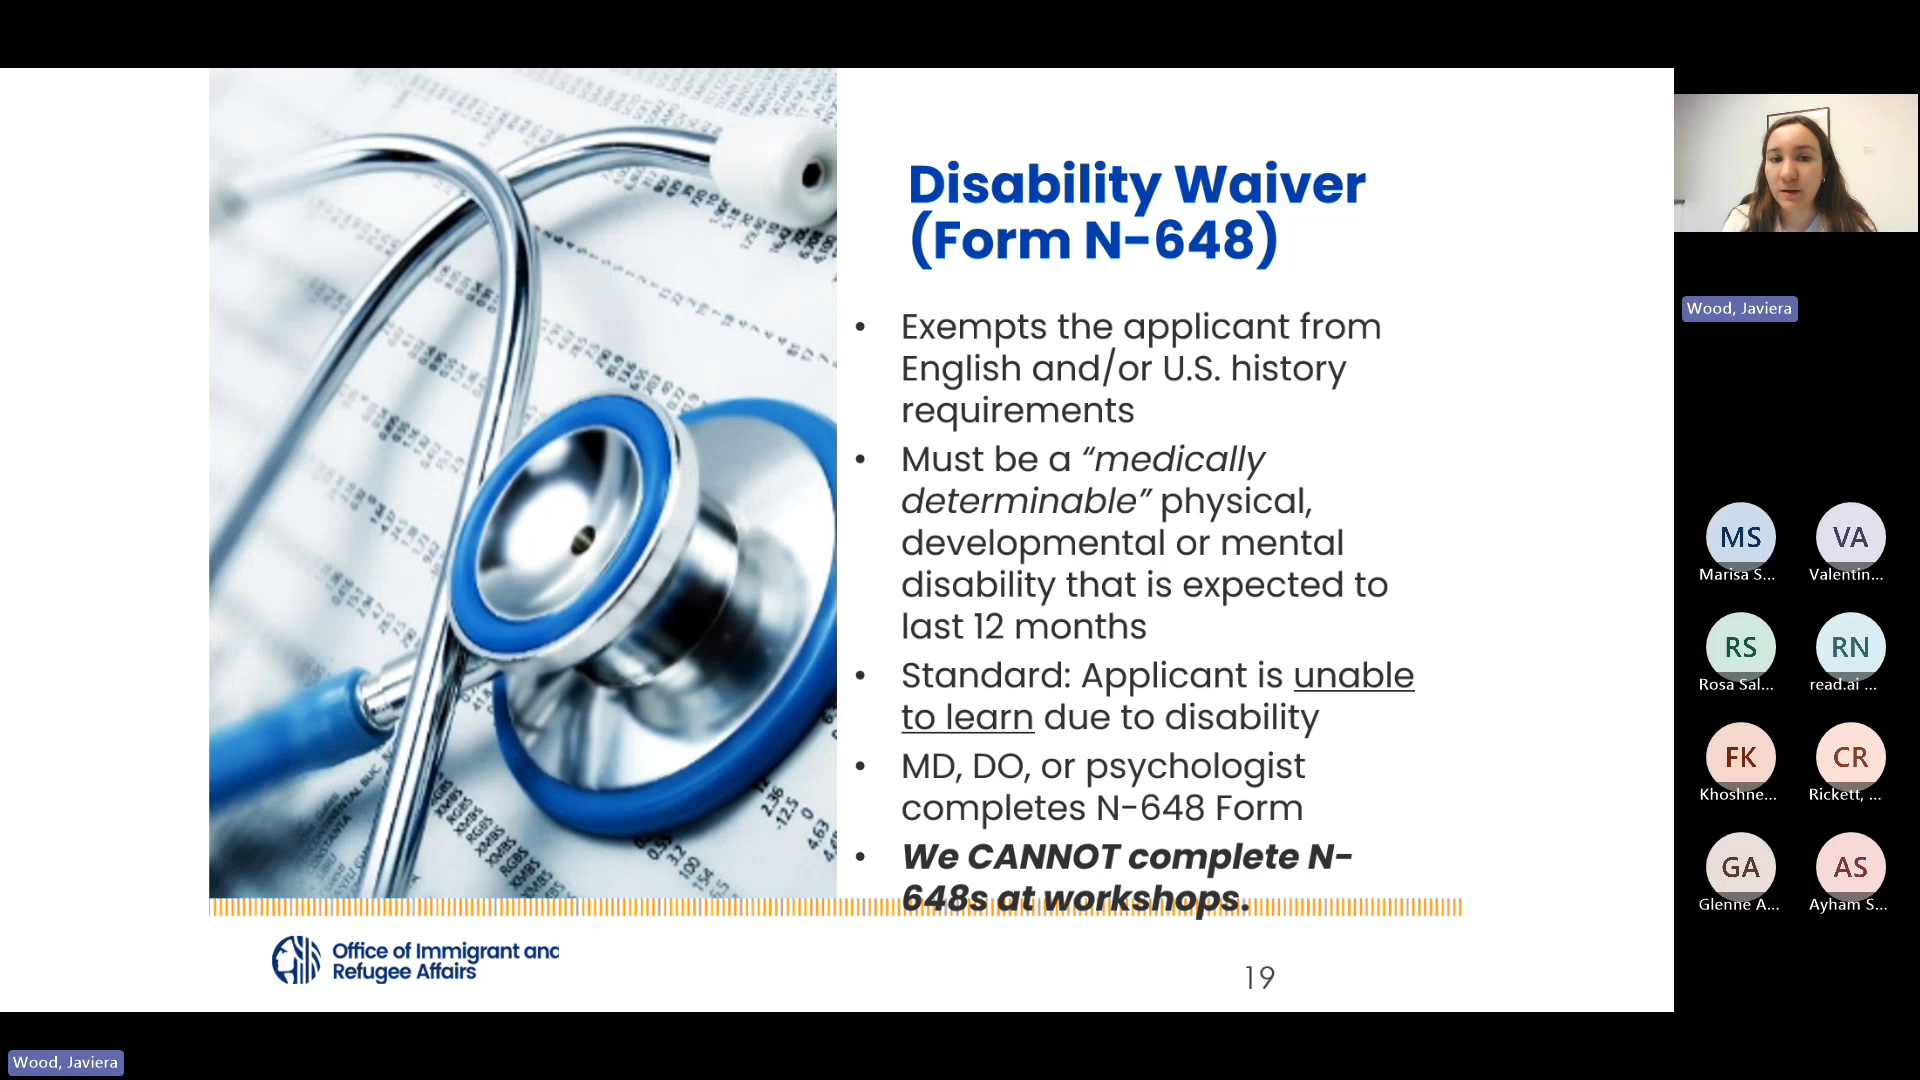 Disability Waiver
(Form N-648)
• Exempts the applicant from
English and/or U.S. history
requirements
• Must be a “medically
determinable” physical,
developmental or mental
disability that is expected to
last 12 months
• Standard: Applicant is unable
to learn due to disability
• MD, DO, or psychologist
completes N-648 Form
• We CANNOT complete N-
648s at workshops.
Office of Immigrant and
Refugee Affairs
19
Wood, Javiera
MS
VA
Marisa S...
Valentin...
RS
RN
Rosa Sal...
read.ai ...
FK
CR
Khoshne...
Rickett, ...
GA
AS
Glenne A...
Ayham S...
Wood, Javiera